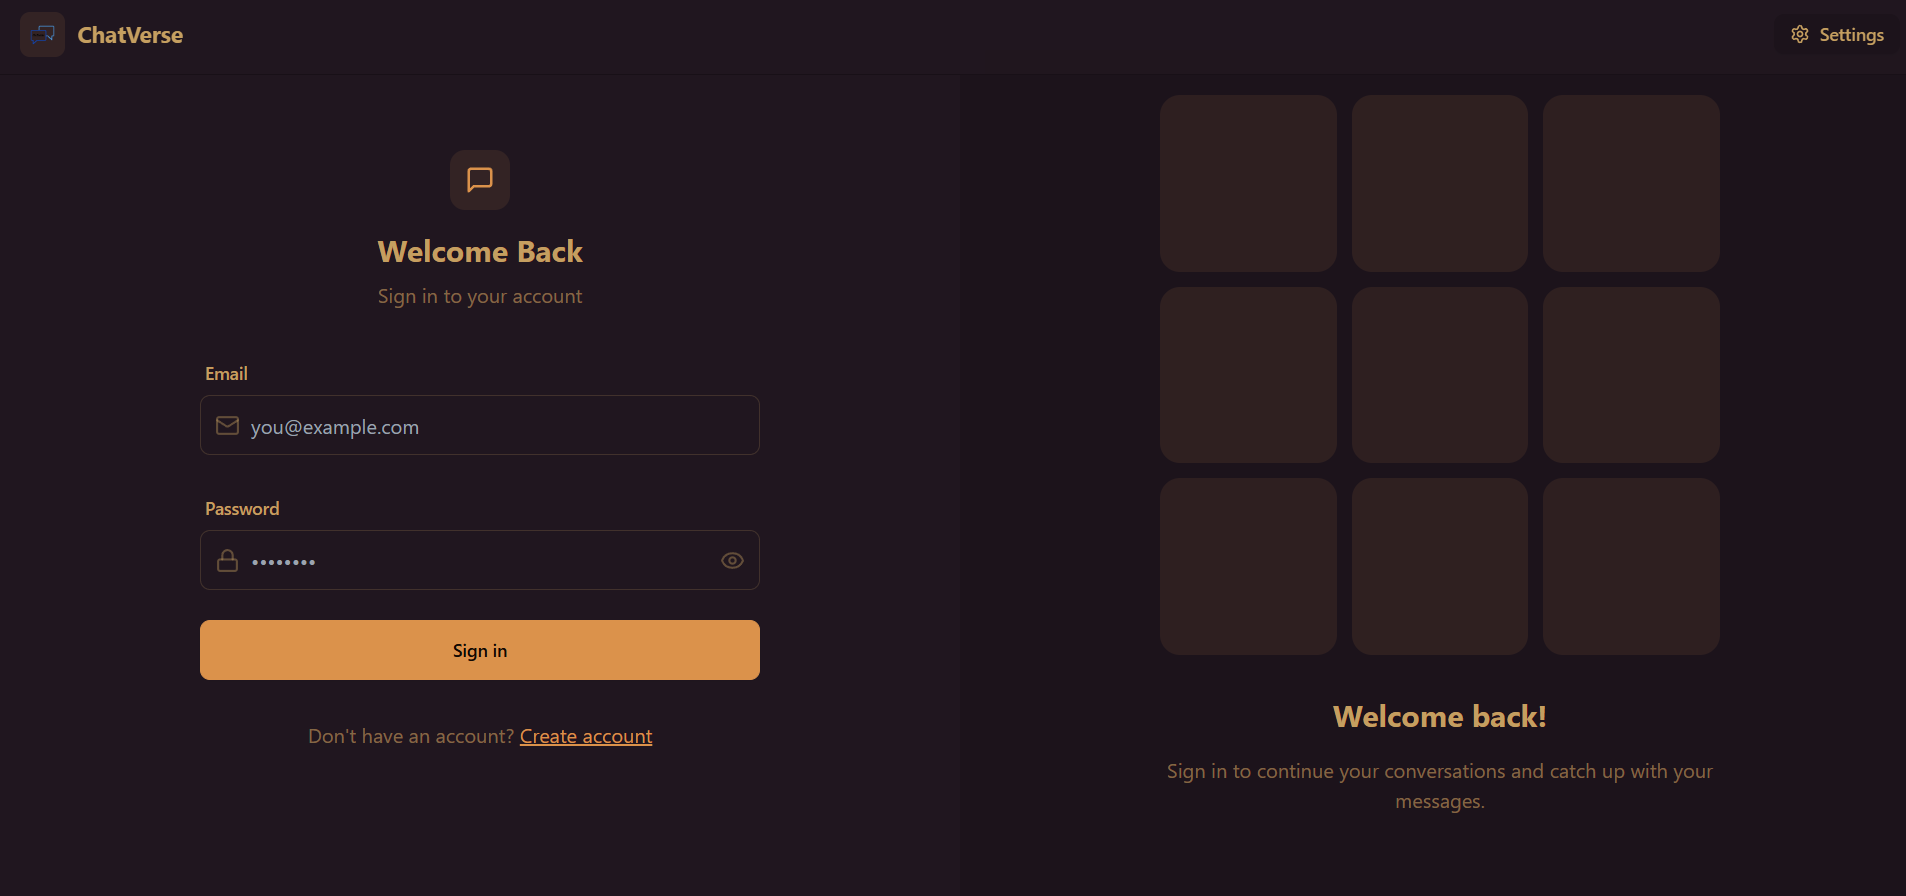 ChatVerse
Settings
Welcome Back
Sign in to your account
Email
you@example.com
Password
••••••••
Sign in
Don't have an account? Create account
Welcome back!
Sign in to continue your conversations and catch up with your
messages.